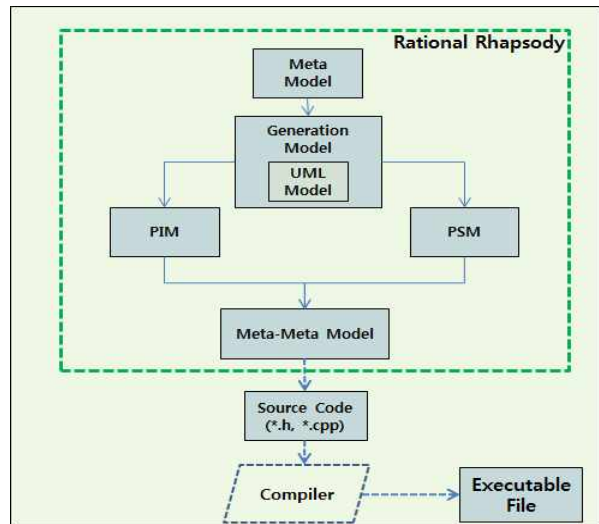 Rational Rhapsody
Meta
Model
Generation
Model
UML
Model
PIM
PSM
Meta-Meta Model
Source Code
(*.h, *.cpp)
Compiler
Executable
File